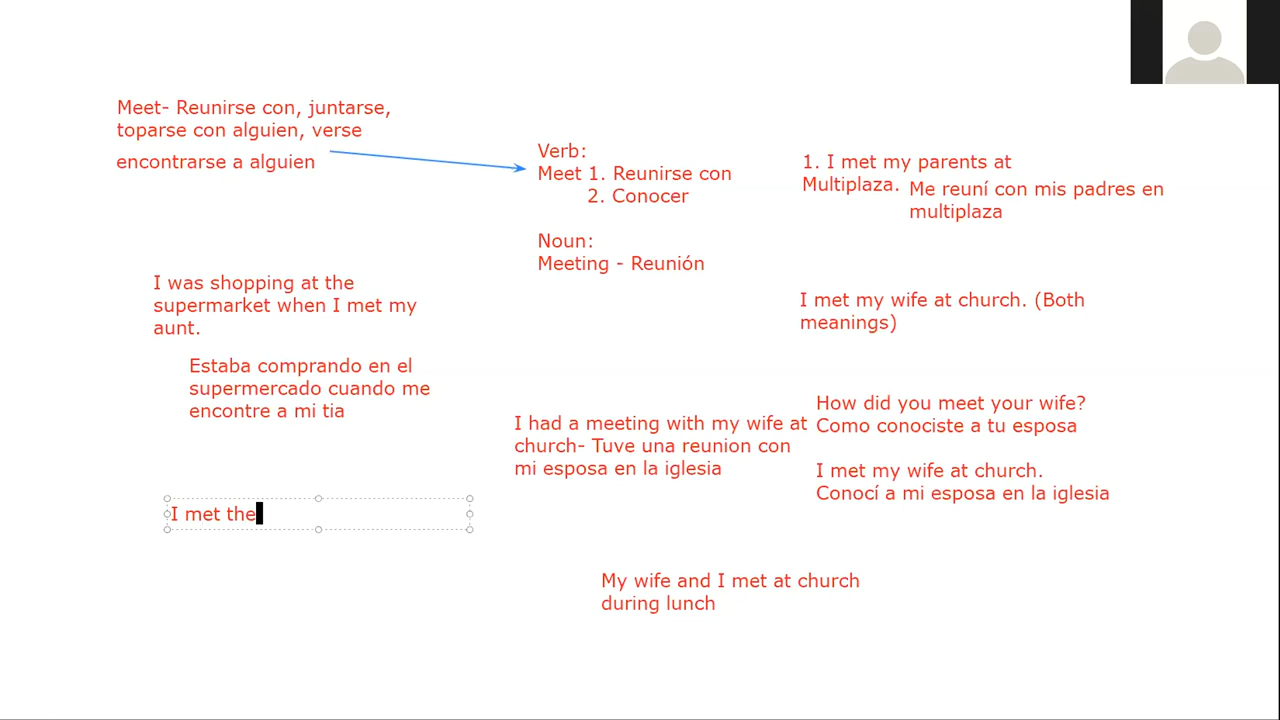 Meet- Reunirse con, juntarse,
toparse con alguien, verse
encontrarse a alguien
Verb:
Meet 1. Reunirse con
2. Conocer
Noun:
Meeting - Reunión
1. I met my parents at
Multiplaza.
Me reuní con mis padres en
multiplaza
I was shopping at the
supermarket when I met my
aunt.
Estaba comprando en el
supermercado cuando me
encontre a mi tia
I met my wife at church. (Both
meanings)
I had a meeting with my wife at
church- Tuve una reunion con
mi esposa en la iglesia
How did you meet your wife?
Como conociste a tu esposa
I met my wife at church.
Conocí a mi esposa en la iglesia
I met the
My wife and I met at church
during lunch